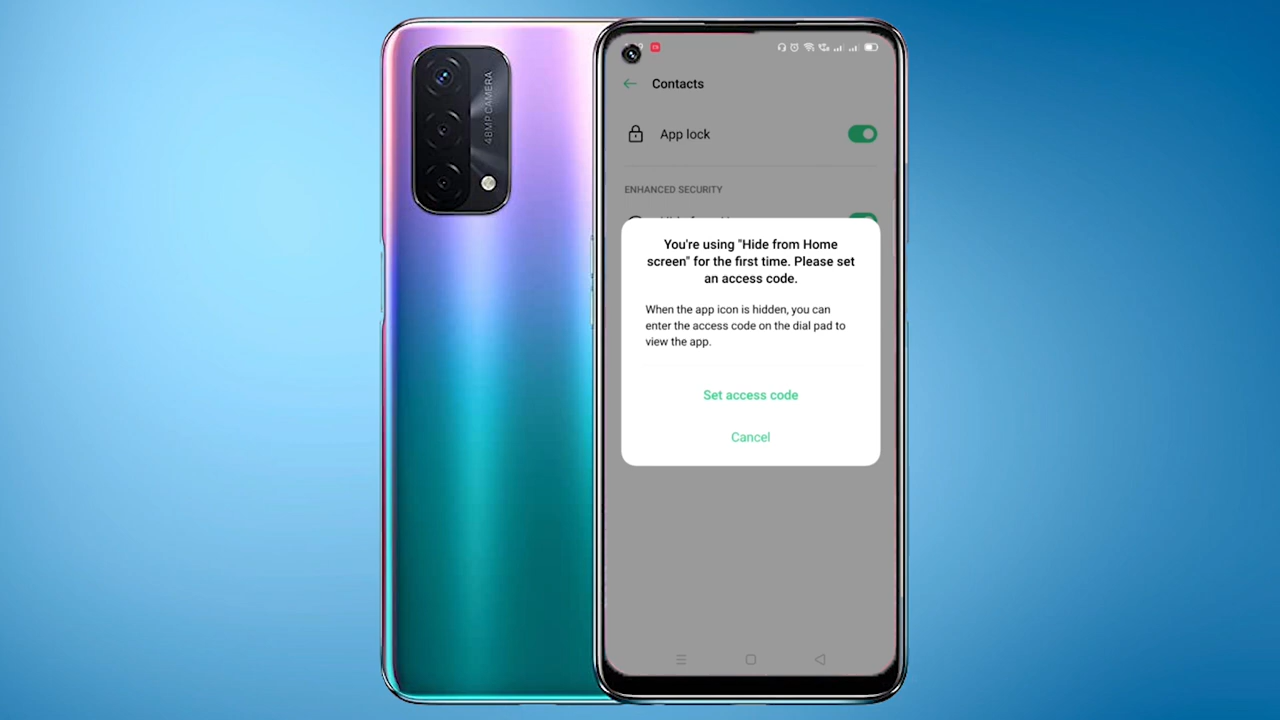 48MP CAMERA
Contacts
App lock
ENHANCED SECURITY
You're using "Hide from Home
screen" for the first time. Please set
an access code.
When the app icon is hidden, you can
enter the access code on the dial pad to
view the app.
Set access code
Cancel